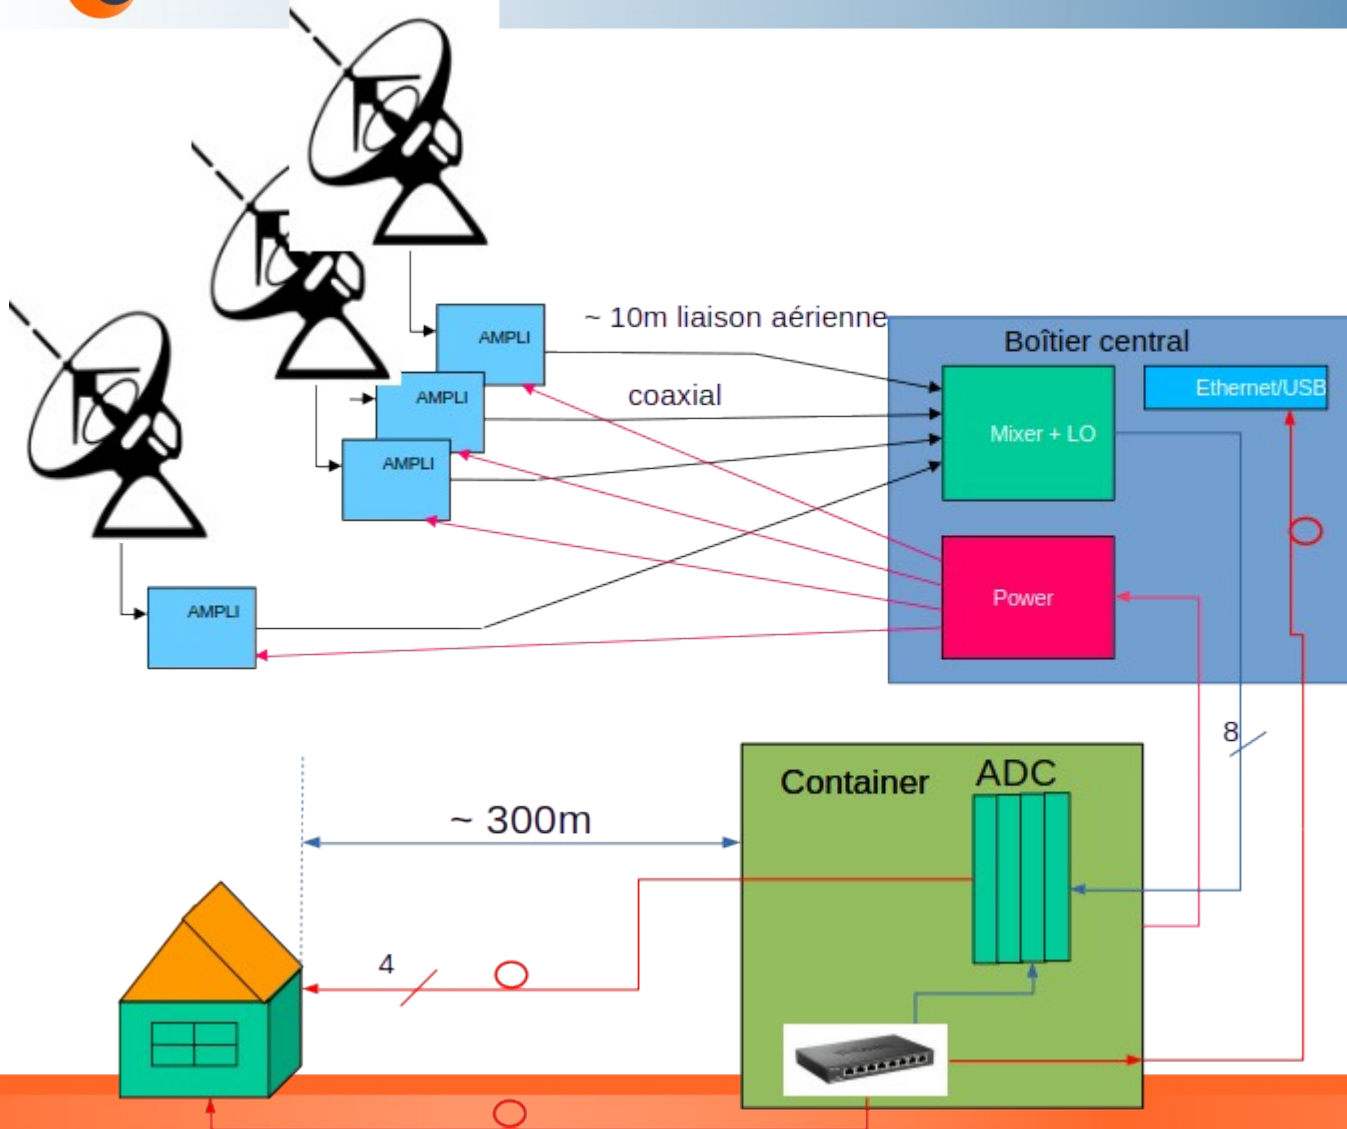 ~ 10m liaison aérienne
Boîtier central
AMPLI
Ethernet/USB
coaxial
AMPLI
Mixer + LO
AMPLI
Power
AMPLI
8
Container
ADC
~ 300m
4